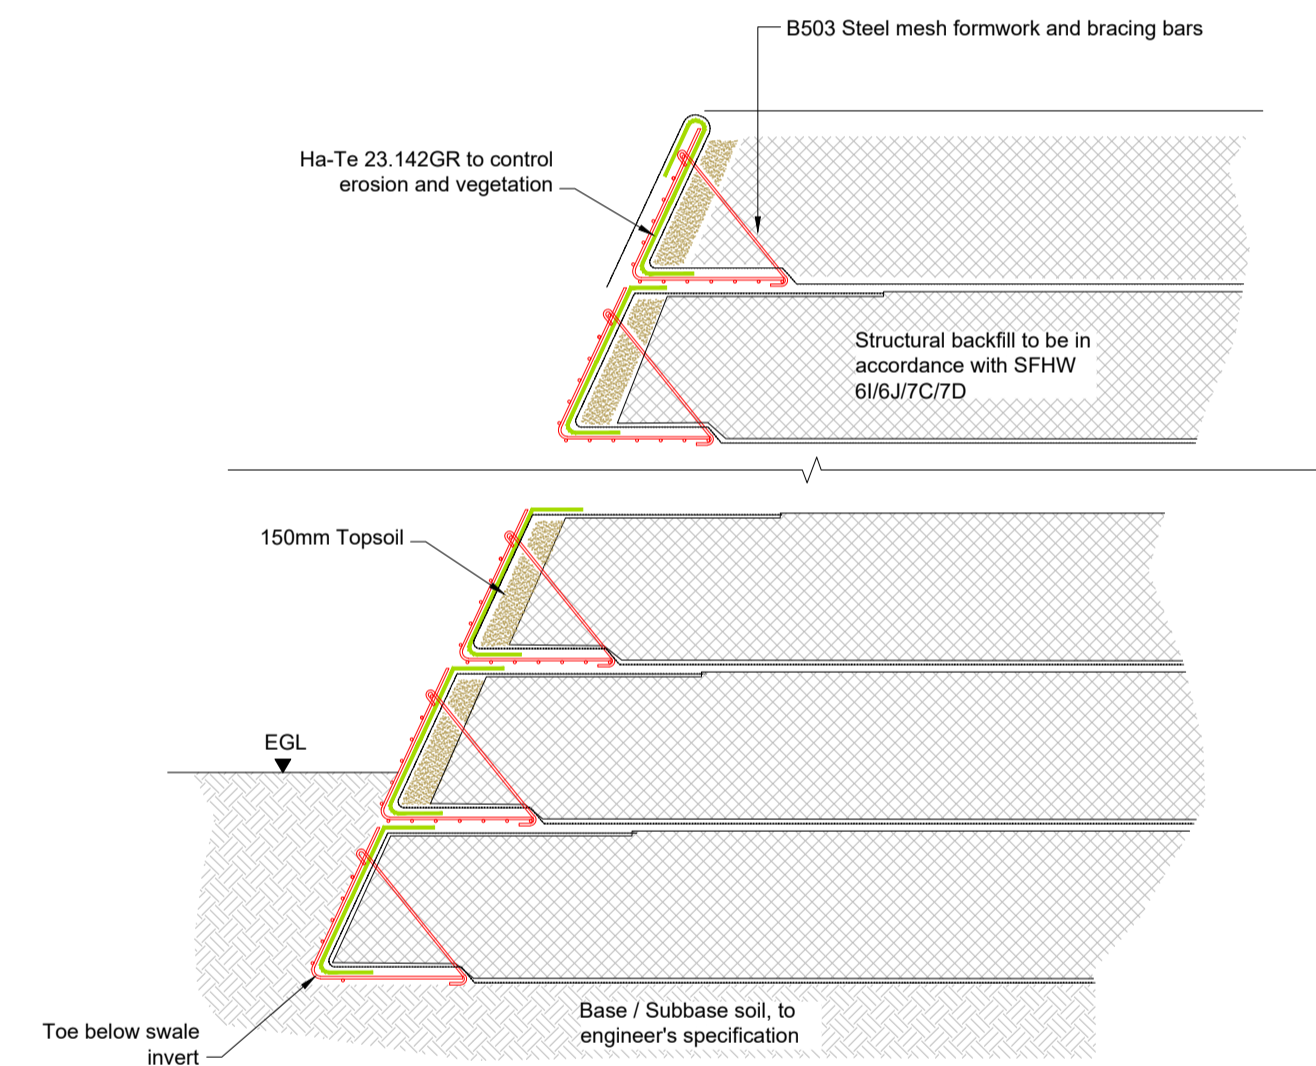 B503 Steel mesh formwork and bracing bars
Ha-Te 23.142GR to control
erosion and vegetation
Structural backfill to be in
accordance with SFHW
6I/6J/7C/7D
150mm Topsoil
EGL
Base / Subbase soil, to
engineer's specification
Toe below swale
invert